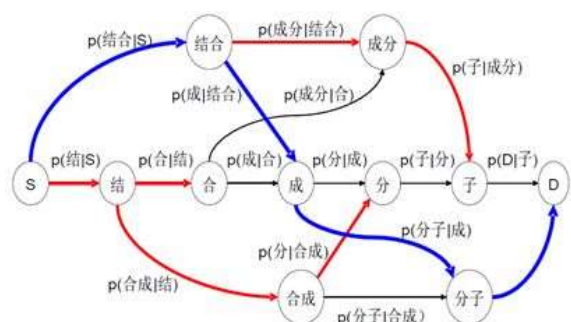 p(结合|S)
结合
p(成分|结合)
成分
p(成|结合)
p(成分|合)
p(子|成分)
p(结|S)
p(合|结)
p(成|合)
p(分|成)
p(子|分)
p(D|子)
S
结
合
成
分
子
D
p(合成|结)
p(分|合成)
p(分子|成)
合成
分子
p(分子|合成）